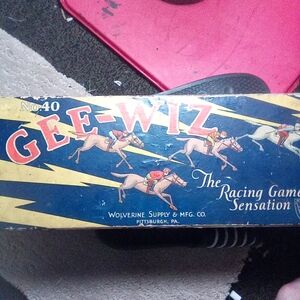 No. 40
GEE-WIZ
The
Racing Game
Sensation
WOLVERINE SUPPLY & MFG. CO.
PITTSBURGH, PA.